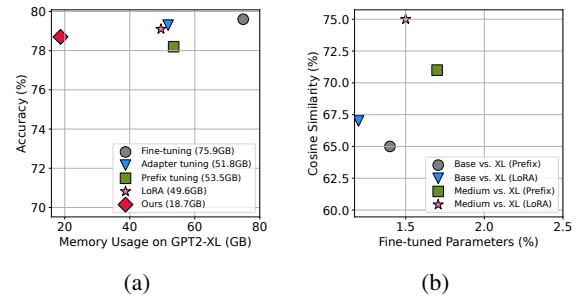 80
78
76
74
72
70
Accuracy (%)
Fine-tuning (75.9GB)
Adapter tuning (51.8GB)
Prefix tuning (53.5GB)
LoRA (49.6GB)
Ours (18.7GB)
20 40 60 80
Memory Usage on GPT2-XL (GB)
(a)
75.0
72.5
70.0
67.5
65.0
62.5
60.0
Cosine Similarity (%)
Base vs. XL (Prefix)
Base vs. XL (LoRA)
Medium vs. XL (Prefix)
Medium vs. XL (LoRA)
1.5 2.0 2.5
Fine-tuned Parameters (%)
(b)